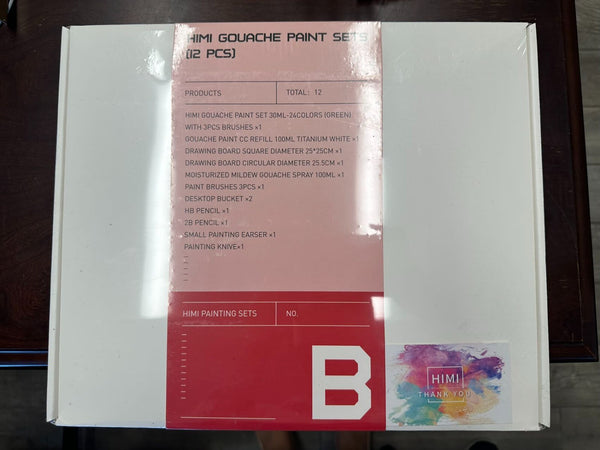 HIMI GOUACHE PAINT SETS
(12 PCS)
PRODUCTS
TOTAL: 12
HIMI GOUACHE PAINT SET 30ML-24COLORS (GREEN)
WITH 3PCS BRUSHES ×1
GOUACHE PAINT CC REFILL 100ML TITANIUM WHITE ×1
DRAWING BOARD SQUARE DIAMETER 25*25CM ×1
DRAWING BOARD CIRCULAR DIAMETER 25.5CM ×1
MOISTURIZED MILDEW GOUACHE SPRAY 100ML ×1
PAINT BRUSHES 3PCS ×1
DESKTOP BUCKET ×2
HB PENCIL ×1
2B PENCIL ×1
SMALL PAINTING EARSER ×1
PAINTING KNIVE×1
HIMI PAINTING SETS
NO.
B
HIMI
THANK YOU